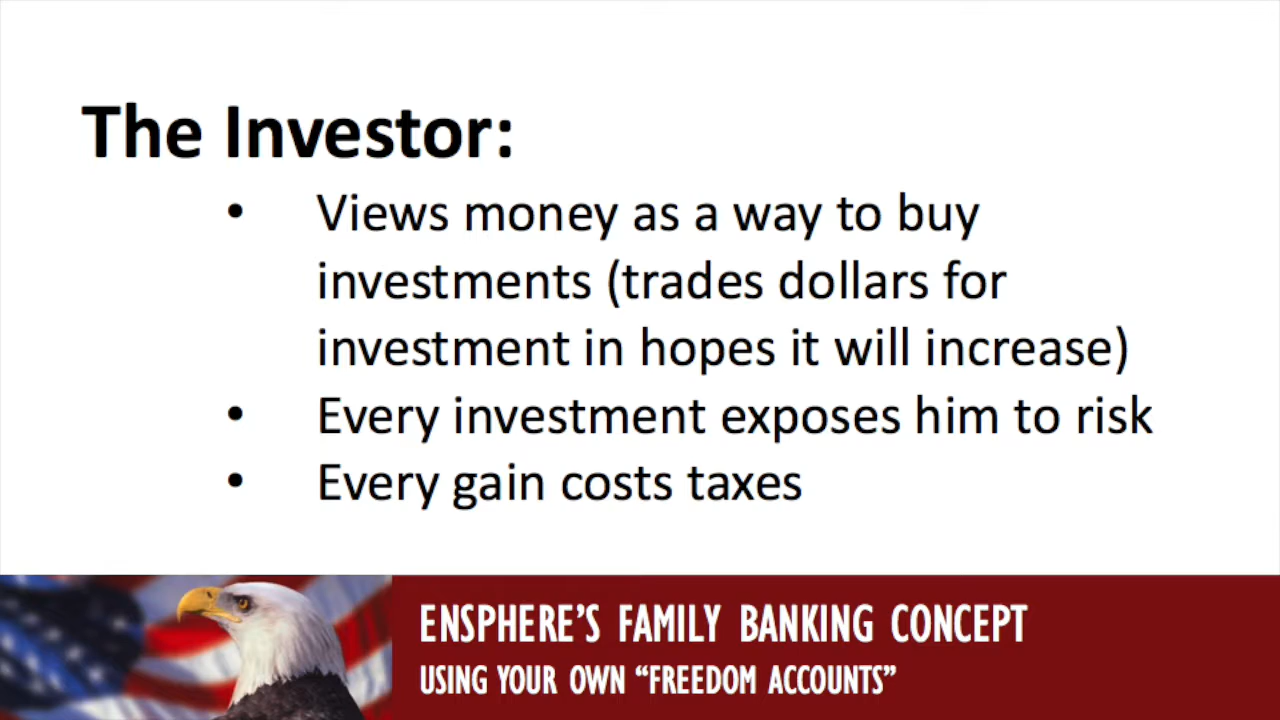 The Investor:
• Views money as a way to buy
investments (trades dollars for
investment in hopes it will increase)
• Every investment exposes him to risk
• Every gain costs taxes
ENSPHERE'S FAMILY BANKING CONCEPT
USING YOUR OWN “FREEDOM ACCOUNTS”